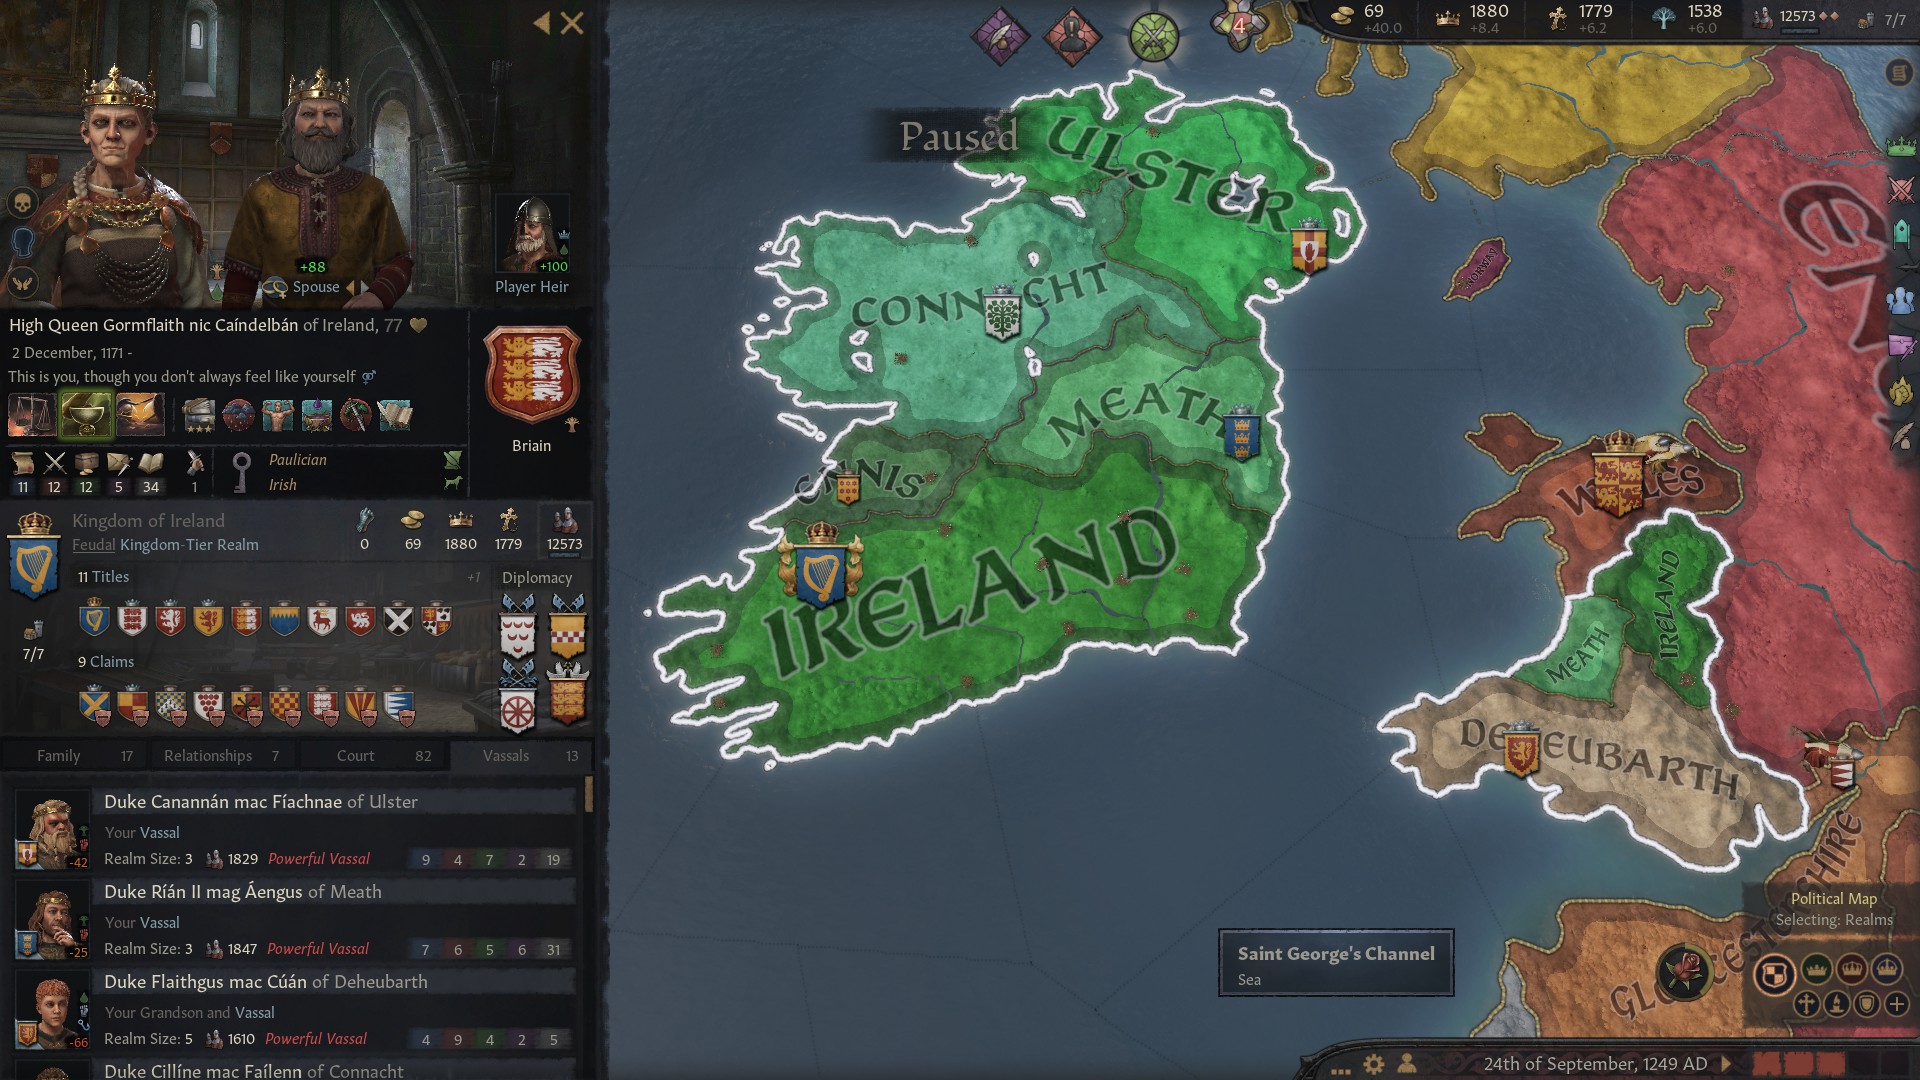 69
+40.0
1880
+8.4
1779
+6.2
1538
+6.0
12573
7/7
4
Paused
+88
Spouse
+100
Player Heir
High Queen Gormflaith nic Caíndelbán of Ireland, 77
2 December, 1171 -
This is you, though you don't always feel like yourself
Briain
11 12 12 5 34 1
Paulician
Irish
Kingdom of Ireland
Feudal Kingdom-Tier Realm
0 69 1880 1779 12573
11 Titles
+1
Diplomacy
7/7
9 Claims
Family 17
Relationships 7
Court 82
Vassals 13
Duke Canannán mac Fíachnae of Ulster
Your Vassal
Realm Size: 3 1829 Powerful Vassal 9 4 7 2 19
-42
Duke Ríán II mag Áengus of Meath
Your Vassal
Realm Size: 3 1847 Powerful Vassal 7 6 5 6 31
-25
Duke Flaithgus mac Cúán of Deheubarth
Your Grandson and Vassal
Realm Size: 5 1610 Powerful Vassal 4 9 4 2 5
-66
Duke Cillíne mac Faílenn of Connacht
ULSTER
CONNACHT
MEATH
ENNIS
IRELAND
NORWAY
WALES
IRELAND
MEATH
DEHEUBARTH
Saint George's Channel
Sea
Political Map
Selecting: Realms
24th of September, 1249 AD